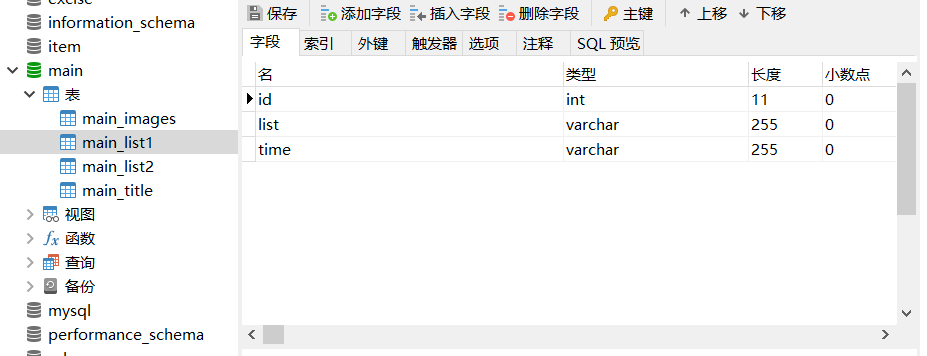 information_schema
item
main
表
main_images
main_list1
main_list2
main_title
视图
fx 函数
查询
备份
mysql
performance_schema
保存 添加字段 插入字段 删除字段 主键 上移 下移
字段 索引 外键 触发器 选项 注释 SQL 预览
名 类型 长度 小数点
id int 11 0
list varchar 255 0
time varchar 255 0